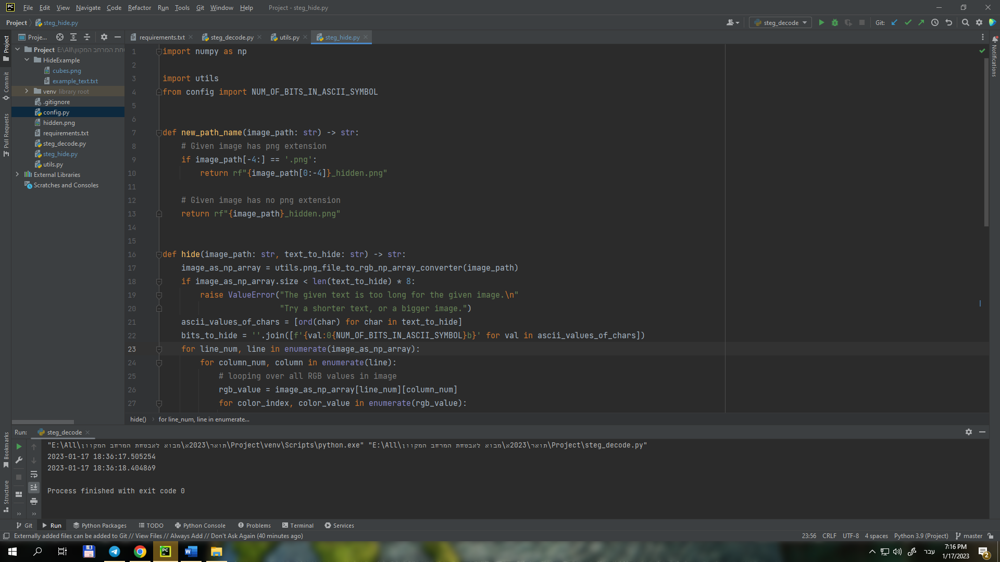 PC File Edit View Navigate Code Refactor Run Tools Git Window Help Project - steg_hide.py
Project steg_hide.py steg_decode Git:
Proje... requirements.txt steg_decode.py utils.py steg_hide.py
Project E:\All\מבוא לאבטחת המרחב המקוון
HideExample
cubes.png
example_text.txt
venv library root
.gitignore
config.py
hidden.png
requirements.txt
steg_decode.py
steg_hide.py
utils.py
External Libraries
Scratches and Consoles
Project
Commit
Pull Requests
Bookmarks
Structure
Notifications
1 import numpy as np
2
3 import utils
4 from config import NUM_OF_BITS_IN_ASCII_SYMBOL
5
6
7 def new_path_name(image_path: str) -> str:
8 # Given image has png extension
9 if image_path[-4:] == '.png':
10 return rf"{image_path[0:-4]}_hidden.png"
11
12 # Given image has no png extension
13 return rf"{image_path}_hidden.png"
14
15
16 def hide(image_path: str, text_to_hide: str) -> str:
17 image_as_np_array = utils.png_file_to_rgb_np_array_converter(image_path)
18 if image_as_np_array.size < len(text_to_hide) * 8:
19 raise ValueError("The given text is too long for the given image.\n"
20 "Try a shorter text, or a bigger image.")
21 ascii_values_of_chars = [ord(char) for char in text_to_hide]
22 bits_to_hide = ''.join([f'{val:0{NUM_OF_BITS_IN_ASCII_SYMBOL}b}' for val in ascii_values_of_chars])
23 for line_num, line in enumerate(image_as_np_array):
24 for column_num, column in enumerate(line):
25 # looping over all RGB values in image
26 rgb_value = image_as_np_array[line_num][column_num]
27 for color_index, color_value in enumerate(rgb_value):
hide() for line_num, line in enumerate...
Run: steg_decode
"E:\All\תואר\2023א\מבוא לאבטחת המרחב המקוון\Project\venv\Scripts\python.exe" "E:\All\תואר\2023א\מבוא לאבטחת המרחב המקוון\Project\steg_decode.py"
2023-01-17 18:36:17.505254
2023-01-17 18:36:18.404869
Process finished with exit code 0
Git Run Python Packages TODO Python Console Problems Terminal Services
Externally added files can be added to Git // View Files // Always Add // Don't Ask Again (40 minutes ago) 23:56 CRLF UTF-8 4 spaces Python 3.9 (Project) master
עבר 7:16 PM
1/17/2023
2